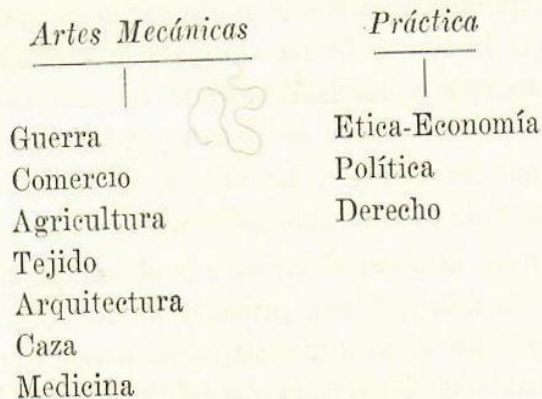 Artes Mecánicas
Guerra
Comercio
Agricultura
Tejido
Arquitectura
Caza
Medicina
Práctica
Etica-Economía
Política
Derecho